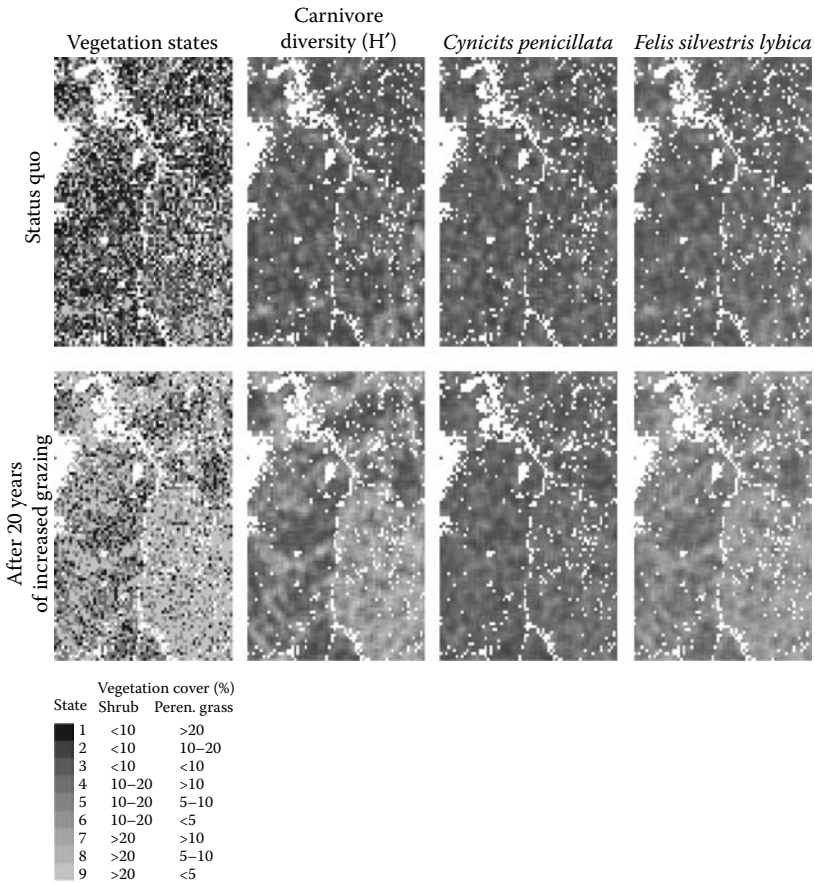 Vegetation states
Carnivore
diversity (H′)
Cynicits penicillata
Felis silvestris lybica
Status quo
After 20 years
of increased grazing
Vegetation cover (%)
State Shrub Peren. grass
1 <10 >20
2 <10 10–20
3 <10 <10
4 10–20 >10
5 10–20 5–10
6 10–20 <5
7 >20 >10
8 >20 5–10
9 >20 <5